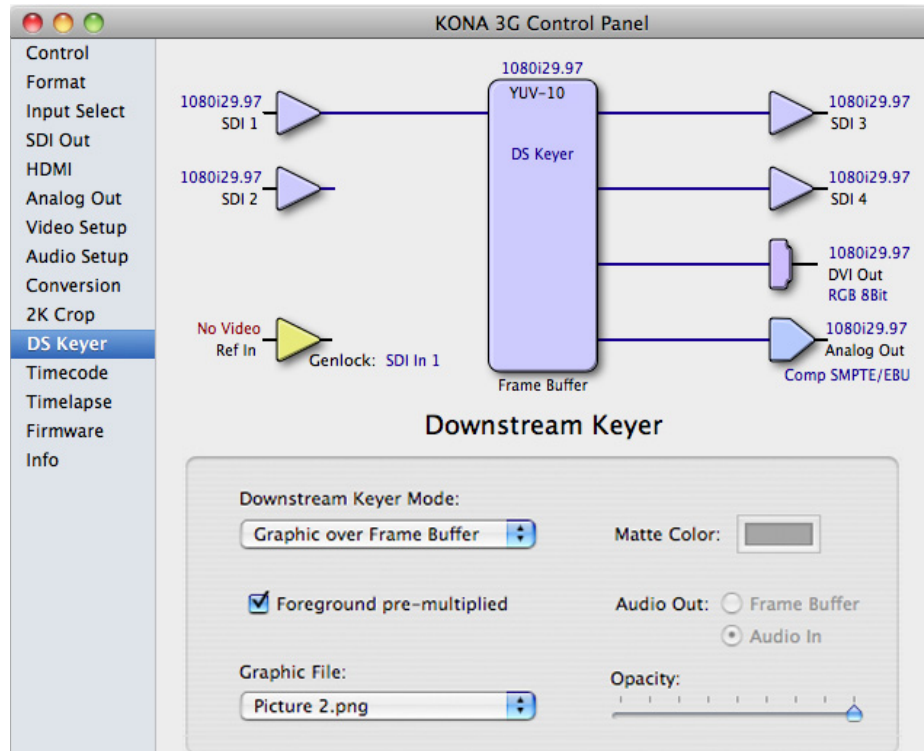 KONA 3G Control Panel
Control
Format
Input Select
SDI Out
HDMI
Analog Out
Video Setup
Audio Setup
Conversion
2K Crop
DS Keyer
Timecode
Timelapse
Firmware
Info
1080i29.97
YUV-10
DS Keyer
Frame Buffer
1080i29.97
SDI 1
1080i29.97
SDI 2
No Video
Ref In
Genlock: SDI In 1
1080i29.97
SDI 3
1080i29.97
SDI 4
1080i29.97
DVI Out
RGB 8Bit
1080i29.97
Analog Out
Comp SMPTE/EBU
Downstream Keyer
Downstream Keyer Mode:
Graphic over Frame Buffer
Matte Color:
Foreground pre-multiplied
Audio Out: Frame Buffer
Audio In
Graphic File:
Picture 2.png
Opacity: